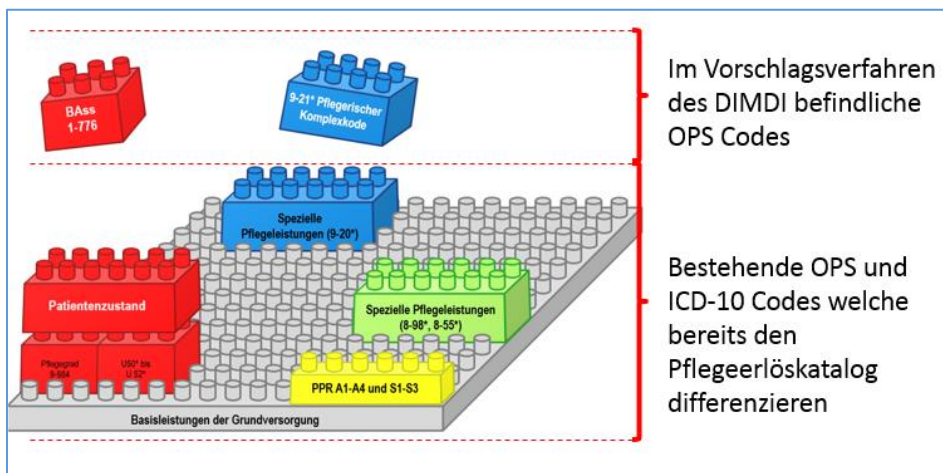 BAss
1-776
9-21* Pflegerischer
Komplexkode
Im Vorschlagsverfahren
des DIMDI befindliche
OPS Codes
Spezielle
Pflegeleistungen (9-20*)
Patientenzustand
Spezielle Pflegeleistungen
(8-98*, 8-55*)
Pflegegrad
9-984
U50* bis
U 52*
PPR A1-A4 und S1-S3
Basisleistungen der Grundversorgung
Bestehende OPS und
ICD-10 Codes welche
bereits den
Pflegeerlöskatalog
differenzieren